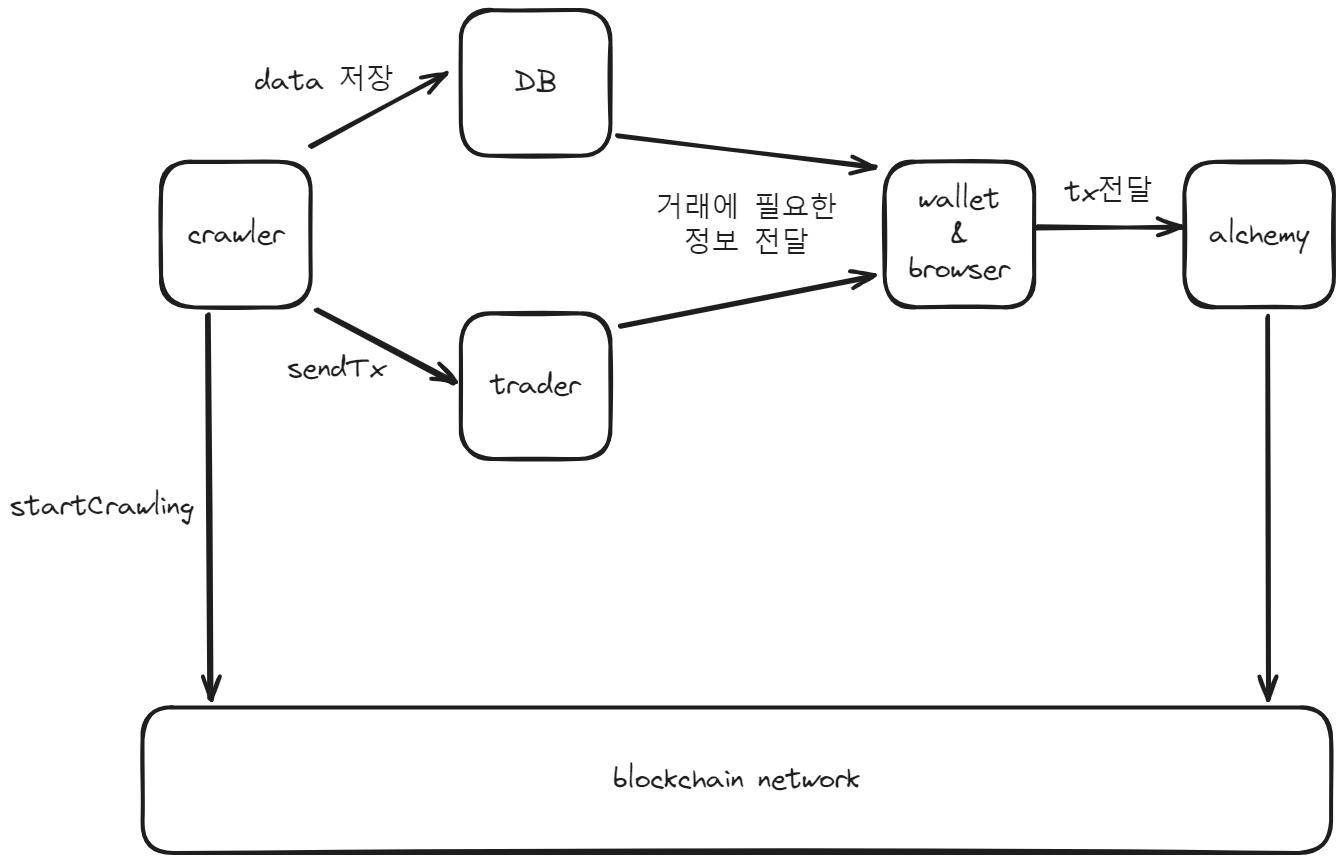 DB
data 저장
crawler
거래에 필요한
정보 전달
wallet
&
browser
tx전달
alchemy
sendTx
trader
startCrawling
blockchain network